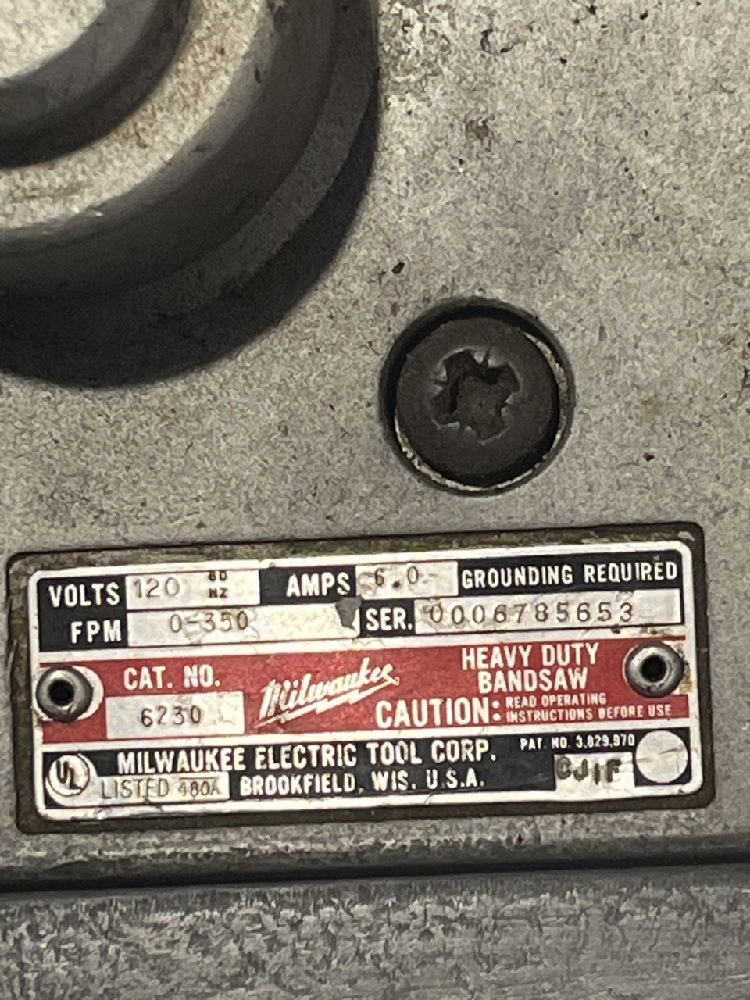 VOLTS 120 60 HZ AMPS 6.0 GROUNDING REQUIRED
FPM 0-350 SER. 0006785653
CAT. NO. Milwaukee HEAVY DUTY
6230 BANDSAW
CAUTION: READ OPERATING
INSTRUCTIONS BEFORE USE
UL MILWAUKEE ELECTRIC TOOL CORP. PAT. NO. 3,829,970
LISTED 480A BROOKFIELD, WIS. U.S.A.